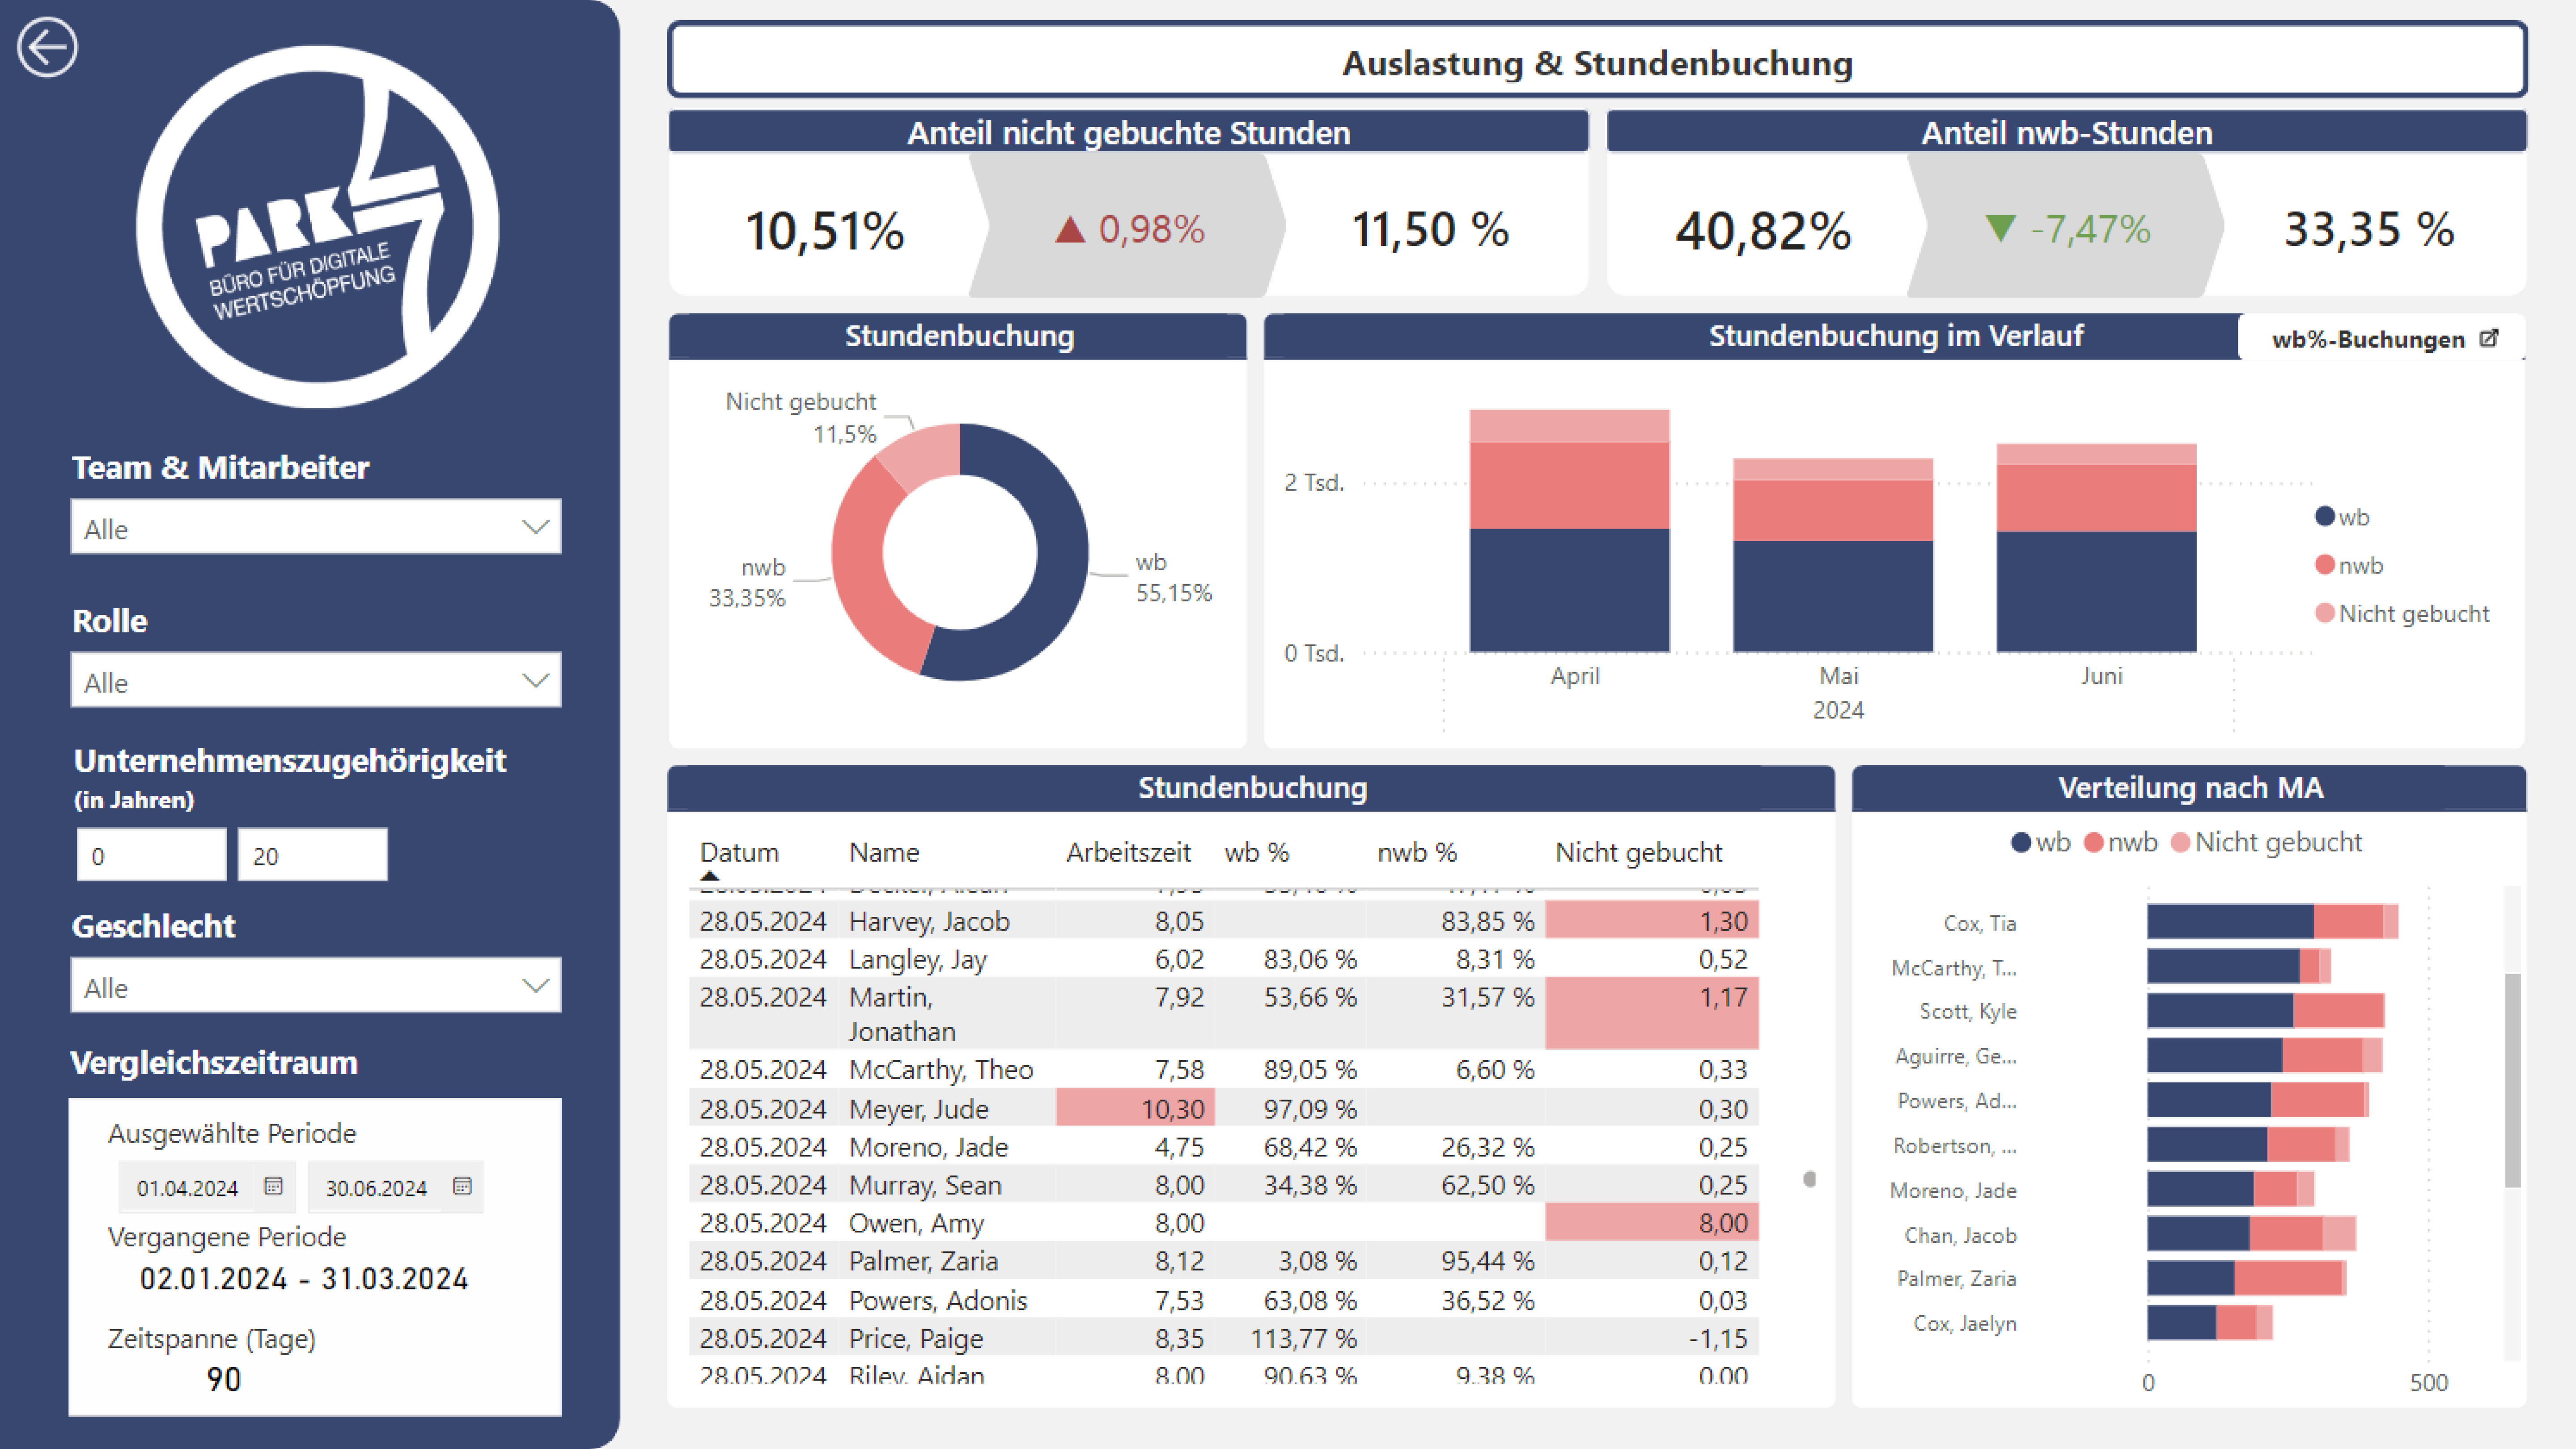 PARK 27
BÜRO FÜR DIGITALE
WERTSCHÖPFUNG
Team & Mitarbeiter
Alle
Rolle
Alle
Unternehmenszugehörigkeit
(in Jahren)
0 20
Geschlecht
Alle
Vergleichszeitraum
Ausgewählte Periode
01.04.2024 30.06.2024
Vergangene Periode
02.01.2024 - 31.03.2024
Zeitspanne (Tage)
90
Auslastung & Stundenbuchung
Anteil nicht gebuchte Stunden
10,51% ▲ 0,98% 11,50 %
Anteil nwb-Stunden
40,82% ▼ -7,47% 33,35 %
Stundenbuchung
Nicht gebucht
11,5%
nwb
33,35%
wb
55,15%
Stundenbuchung im Verlauf
wb%-Buchungen
2 Tsd.
0 Tsd.
April Mai Juni
2024
wb
nwb
Nicht gebucht
Stundenbuchung
Datum Name Arbeitszeit wb % nwb % Nicht gebucht
28.05.2024 Harvey, Jacob 8,05 83,85 % 1,30
28.05.2024 Langley, Jay 6,02 83,06 % 8,31 % 0,52
28.05.2024 Martin, 7,92 53,66 % 31,57 % 1,17
Jonathan
28.05.2024 McCarthy, Theo 7,58 89,05 % 6,60 % 0,33
28.05.2024 Meyer, Jude 10,30 97,09 % 0,30
28.05.2024 Moreno, Jade 4,75 68,42 % 26,32 % 0,25
28.05.2024 Murray, Sean 8,00 34,38 % 62,50 % 0,25
28.05.2024 Owen, Amy 8,00 8,00
28.05.2024 Palmer, Zaria 8,12 3,08 % 95,44 % 0,12
28.05.2024 Powers, Adonis 7,53 63,08 % 36,52 % 0,03
28.05.2024 Price, Paige 8,35 113,77 % -1,15
28.05.2024 Riley, Aidan 8,00 90,63 % 9,38 % 0,00
Verteilung nach MA
wb nwb Nicht gebucht
Cox, Tia
McCarthy, T...
Scott, Kyle
Aguirre, Ge...
Powers, Ad...
Robertson, ...
Moreno, Jade
Chan, Jacob
Palmer, Zaria
Cox, Jaelyn
0 500